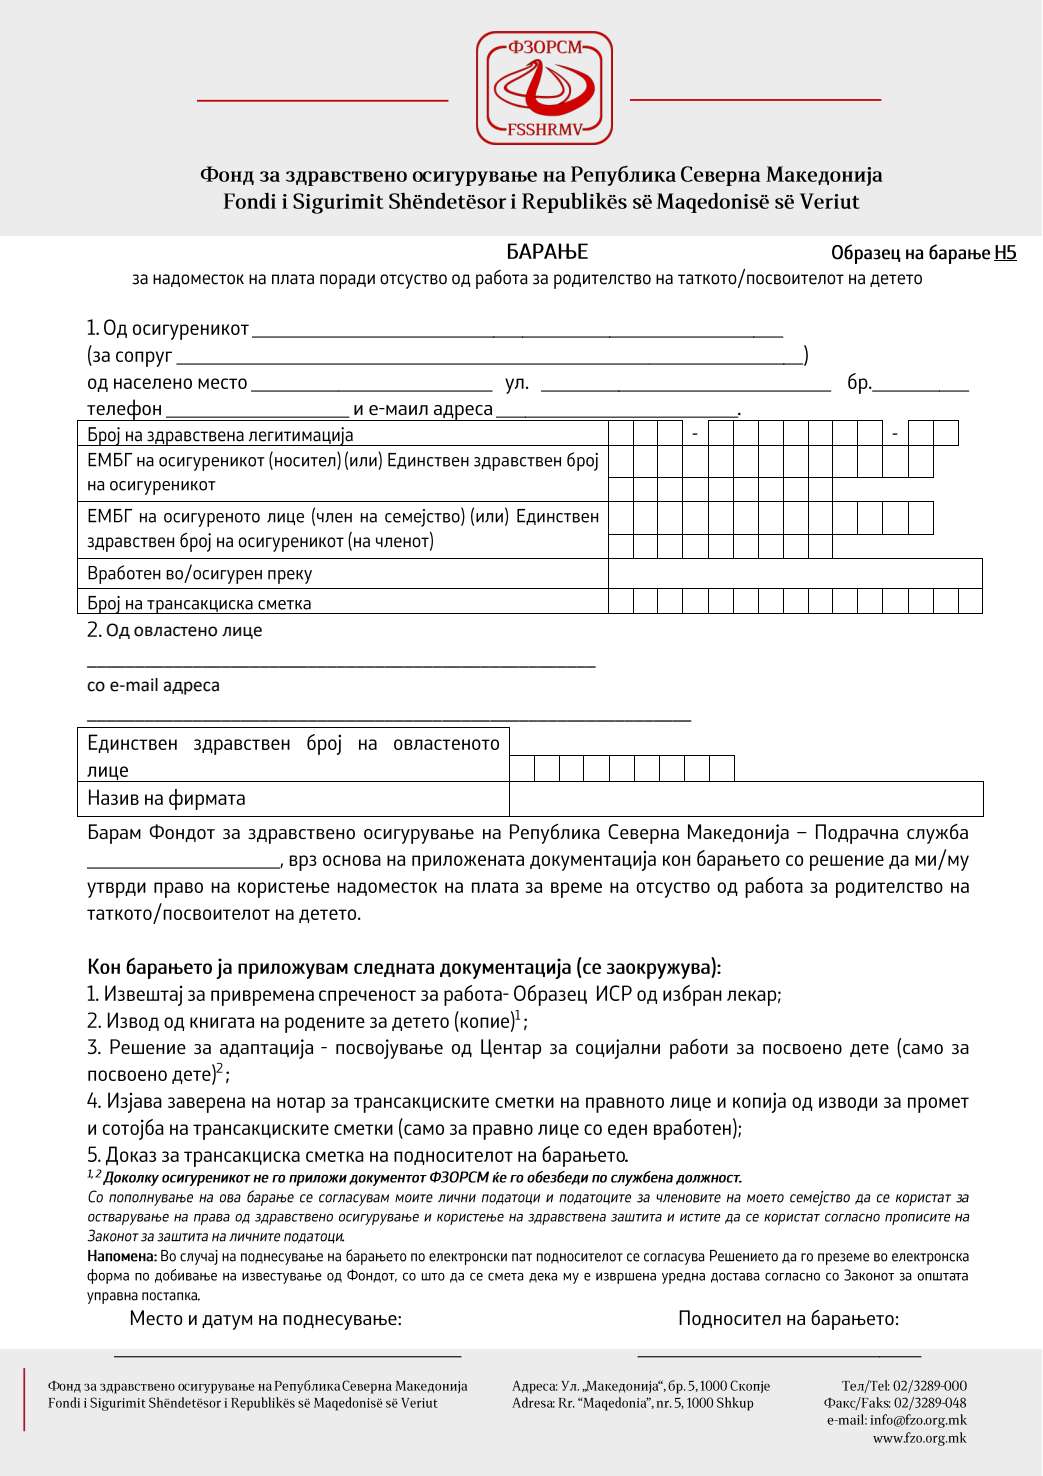 ФЗОРСМ
FSSHRMV
Фонд за здравствено осигурување на Република Северна Македонија
Fondi i Sigurimit Shëndetësor i Republikës së Maqedonisë së Veriut
БАРАЊЕ
Образец на барање H5
за надоместок на плата поради отсуство од работа за родителство на таткото/посвоителот на детето
1. Од осигуреникот ____________________
(за сопруг ____________________)
од населено место ____________________ ул. ____________________ бр.__________
телефон ____________________ и е-маил адреса ____________________.
Број на здравствена легитимација - -
ЕМБГ на осигуреникот (носител) (или) Единствен здравствен број
на осигуреникот
ЕМБГ на осигуреното лице (член на семејство) (или) Единствен
здравствен број на осигуреникот (на членот)
Вработен во/осигурен преку
Број на трансакциска сметка
2. Од овластено лице
____________________
со e-mail адреса
____________________
Единствен здравствен број на овластеното
лице
Назив на фирмата
Барам Фондот за здравствено осигурување на Република Северна Македонија – Подрачна служба
____________________, врз основа на приложената документација кон барањето со решение да ми/му
утврди право на користење надоместок на плата за време на отсуство од работа за родителство на
таткото/посвоителот на детето.
Кон барањето ја приложувам следната документација (се заокружува):
1. Извештај за привремена спреченост за работа- Образец ИСР од избран лекар;
2. Извод од книгата на родените за детето (копие)1 ;
3. Решение за адаптација - посвојување од Центар за социјални работи за посвоено дете (само за
посвоено дете)2 ;
4. Изјава заверена на нотар за трансакциските сметки на правното лице и копија од изводи за промет
и сотојба на трансакциските сметки (само за правно лице со еден вработен);
5. Доказ за трансакциска сметка на подносителот на барањето.
1, 2 Доколку осигуреникот не го приложи документот ФЗОРСМ ќе го обезбеди по службена должност.
Со пополнување на ова барање се согласувам моите лични податоци и податоците за членовите на моето семејство да се користат за
остварување на права од здравствено осигурување и користење на здравствена заштита и истите да се користат согласно прописите на
Законот за заштита на личните податоци.
Напомена: Во случај на поднесување на барањето по електронски пат подносителот се согласува Решението да го преземе во електронска
форма по добивање на известување од Фондот, со што да се смета дека му е извршена уредна достава согласно со Законот за општата
управна постапка.
Место и датум на поднесување: Подносител на барањето:
____________________ ____________________
Фонд за здравствено осигурување на Република Северна Македонија
Fondi i Sigurimit Shëndetësor i Republikës së Maqedonisë së Veriut
Адреса: Ул. „Македонија“, бр. 5, 1000 Скопје
Adresa: Rr. “Maqedonia”, nr. 5, 1000 Shkup
Тел/Tel: 02/3289-000
Факс/Faks: 02/3289-048
e-mail: info@fzo.org.mk
www.fzo.org.mk